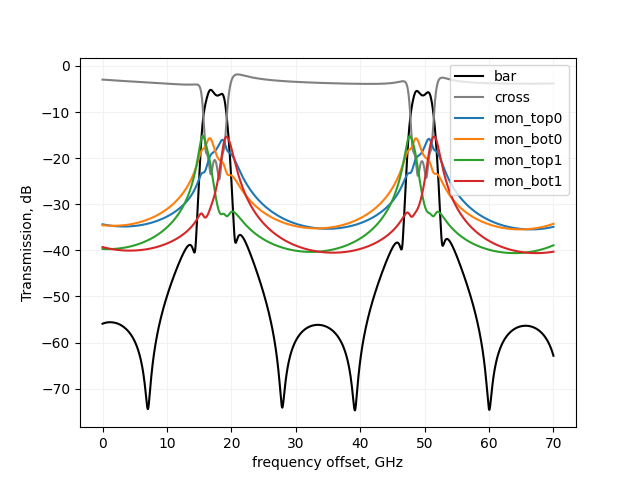 0
−10
−20
−30
−40
−50
−60
−70
Transmission, dB
0 10 20 30 40 50 60 70
frequency offset, GHz
bar
cross
mon_top0
mon_bot0
mon_top1
mon_bot1